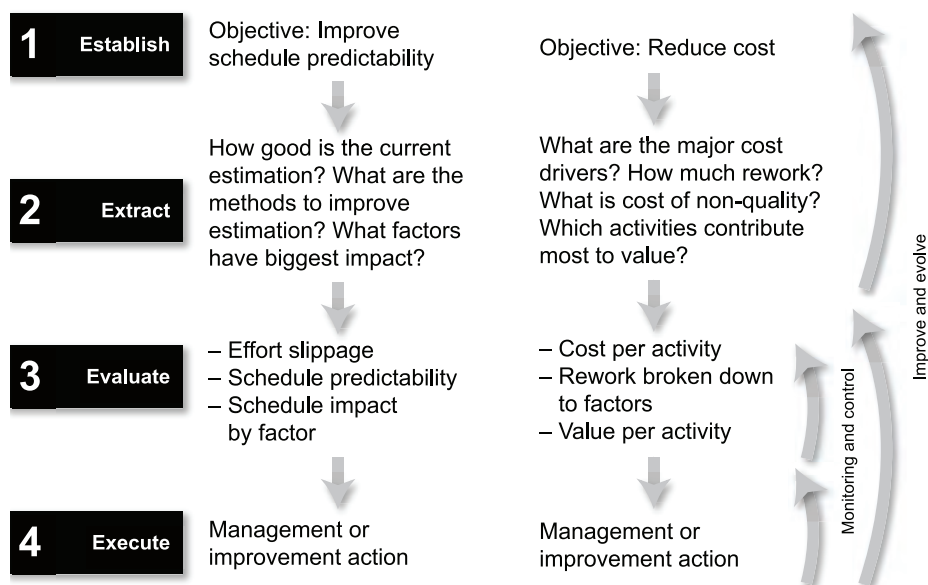 1 Establish
Objective: Improve
schedule predictability
Objective: Reduce cost
2 Extract
How good is the current
estimation? What are the
methods to improve
estimation? What factors
have biggest impact?
What are the major cost
drivers? How much rework?
What is cost of non-quality?
Which activities contribute
most to value?
3 Evaluate
– Effort slippage
– Schedule predictability
– Schedule impact
by factor
– Cost per activity
– Rework broken down
to factors
– Value per activity
4 Execute
Management or
improvement action
Management or
improvement action
Monitoring and control
Improve and evolve